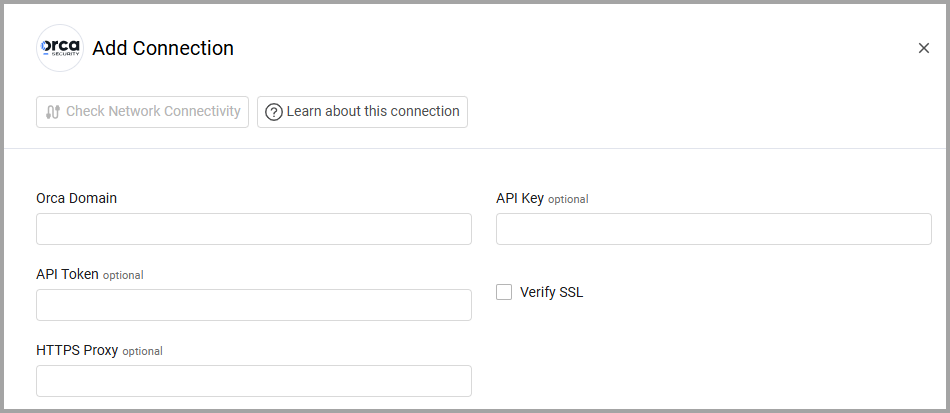 orca
SECURITY
Add Connection
Check Network Connectivity
? Learn about this connection
Orca Domain
API Key optional
API Token optional
Verify SSL
HTTPS Proxy optional